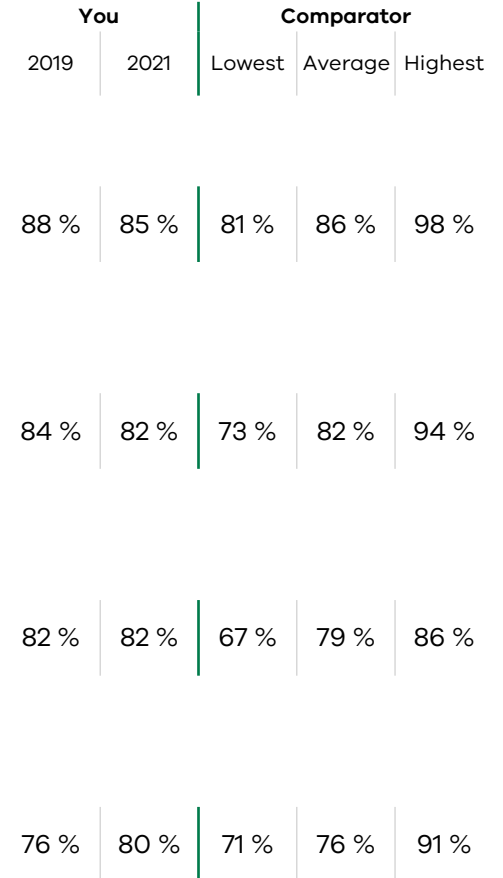 You Comparator
2019 2021 Lowest Average Highest
88 % 85 % 81 % 86 % 98 %
84 % 82 % 73 % 82 % 94 %
82 % 82 % 67 % 79 % 86 %
76 % 80 % 71 % 76 % 91 %